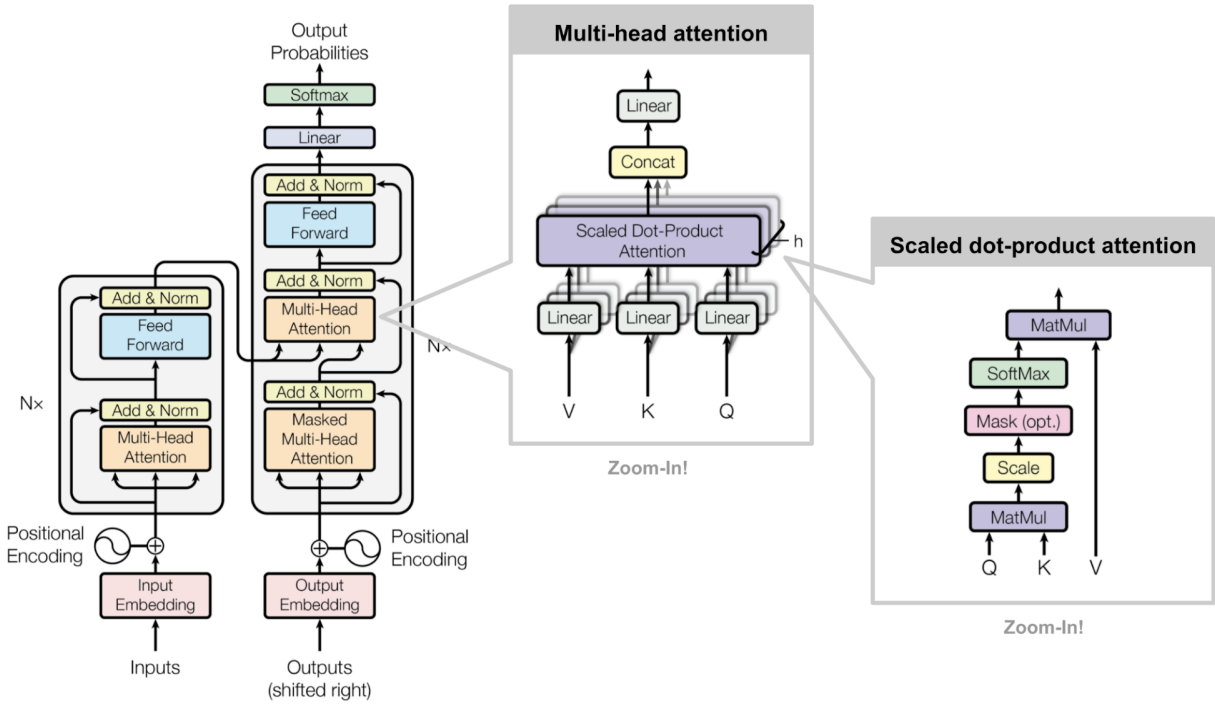 Output
Probabilities
Softmax
Linear
Add & Norm
Feed
Forward
Add & Norm
Multi-Head
Attention
Add & Norm
Masked
Multi-Head
Attention
N×
Add & Norm
Feed
Forward
Add & Norm
Multi-Head
Attention
N×
Positional
Encoding
Positional
Encoding
Input
Embedding
Output
Embedding
Inputs
Outputs
(shifted right)
Multi-head attention
Linear
Concat
Scaled Dot-Product
Attention
h
Linear
Linear
Linear
V
K
Q
Zoom-In!
Scaled dot-product attention
MatMul
SoftMax
Mask (opt.)
Scale
MatMul
Q
K
V
Zoom-In!